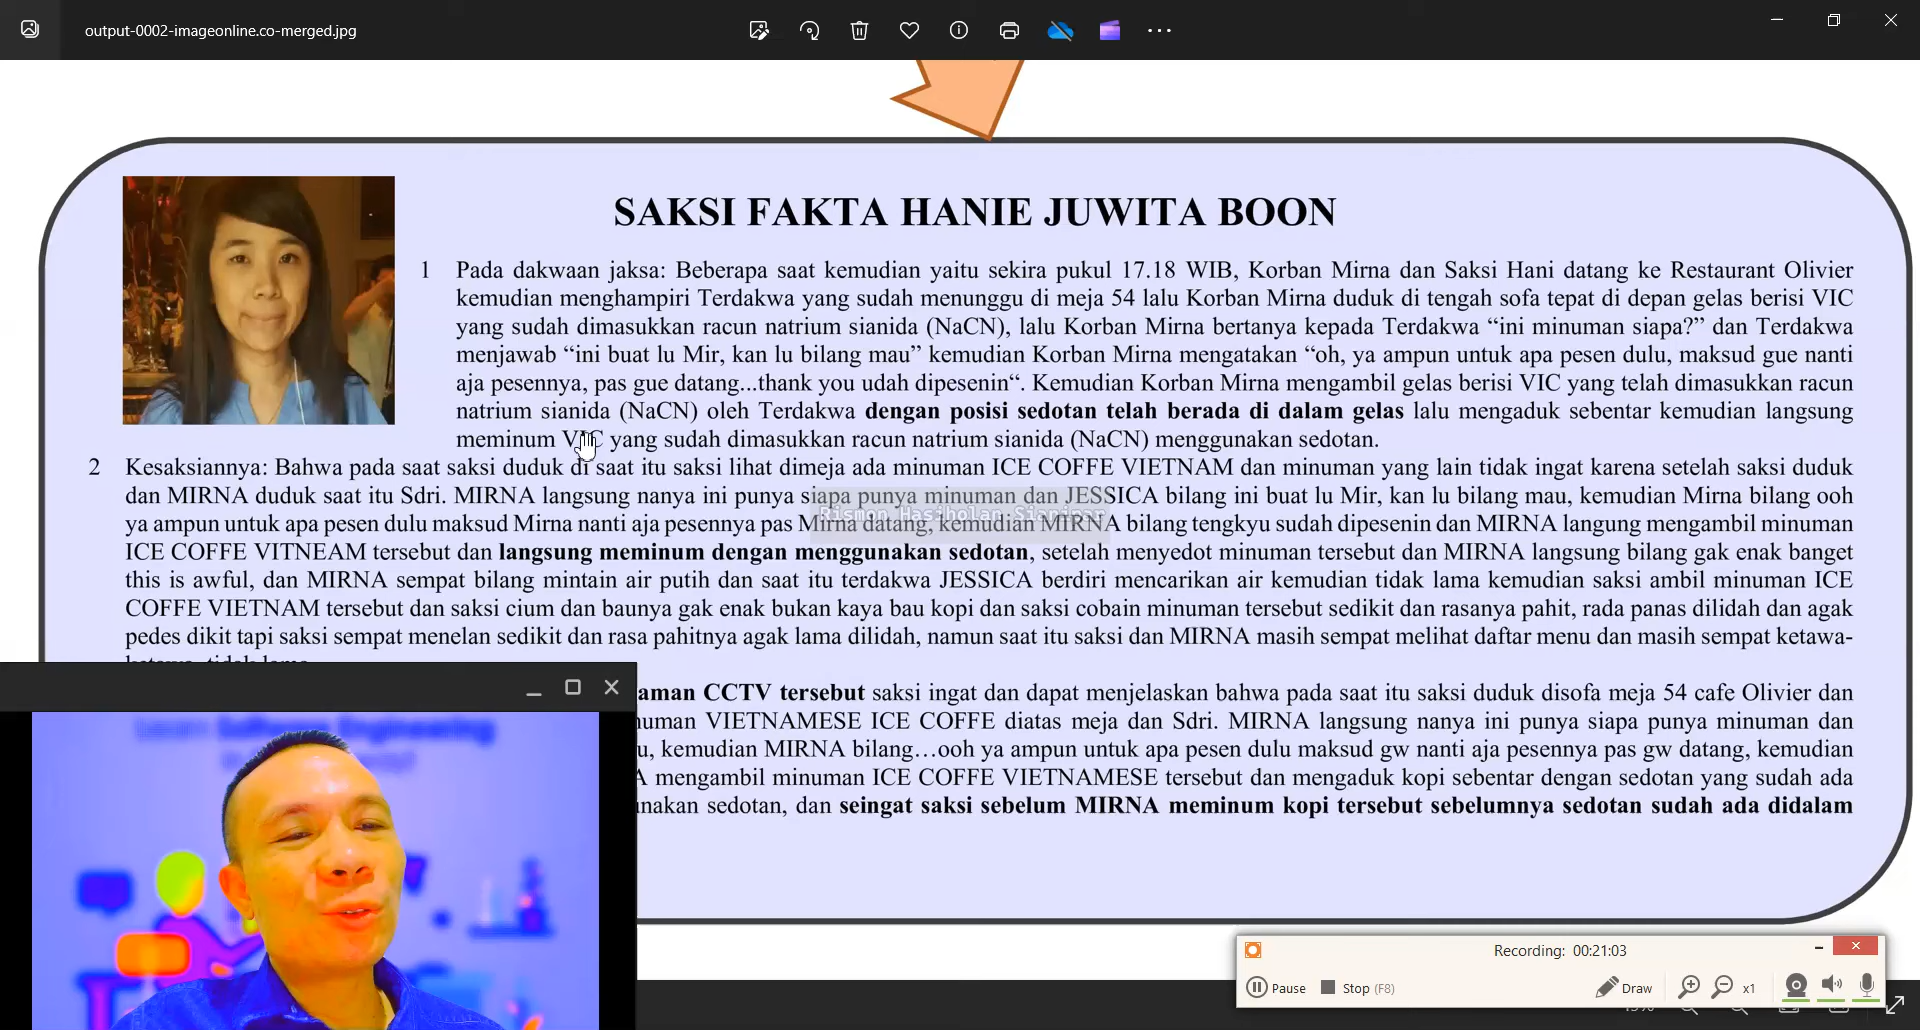 output-0002-imageonline.co-merged.jpg
SAKSI FAKTA HANIE JUWITA BOON
1 Pada dakwaan jaksa: Beberapa saat kemudian yaitu sekira pukul 17.18 WIB, Korban Mirna dan Saksi Hani datang ke Restaurant Olivier
kemudian menghampiri Terdakwa yang sudah menunggu di meja 54 lalu Korban Mirna duduk di tengah sofa tepat di depan gelas berisi VIC
yang sudah dimasukkan racun natrium sianida (NaCN), lalu Korban Mirna bertanya kepada Terdakwa “ini minuman siapa?” dan Terdakwa
menjawab “ini buat lu Mir, kan lu bilang mau” kemudian Korban Mirna mengatakan “oh, ya ampun untuk apa pesen dulu, maksud gue nanti
aja pesennya, pas gue datang...thank you udah dipesenin“. Kemudian Korban Mirna mengambil gelas berisi VIC yang telah dimasukkan racun
natrium sianida (NaCN) oleh Terdakwa dengan posisi sedotan telah berada di dalam gelas lalu mengaduk sebentar kemudian langsung
meminum VIC yang sudah dimasukkan racun natrium sianida (NaCN) menggunakan sedotan.
2 Kesaksiannya: Bahwa pada saat saksi duduk di saat itu saksi lihat dimeja ada minuman ICE COFFE VIETNAM dan minuman yang lain tidak ingat karena setelah saksi duduk
dan MIRNA duduk saat itu Sdri. MIRNA langsung nanya ini punya siapa punya minuman dan JESSICA bilang ini buat lu Mir, kan lu bilang mau, kemudian Mirna bilang ooh
ya ampun untuk apa pesen dulu maksud Mirna nanti aja pesennya pas Mirna datang, kemudian MIRNA bilang tengkyu sudah dipesenin dan MIRNA langung mengambil minuman
Rismon Hasiholan Sianipar
ICE COFFE VITNEAM tersebut dan langsung meminum dengan menggunakan sedotan, setelah menyedot minuman tersebut dan MIRNA langsung bilang gak enak banget
this is awful, dan MIRNA sempat bilang mintain air putih dan saat itu terdakwa JESSICA berdiri mencarikan air kemudian tidak lama kemudian saksi ambil minuman ICE
COFFE VIETNAM tersebut dan saksi cium dan baunya gak enak bukan kaya bau kopi dan saksi cobain minuman tersebut sedikit dan rasanya pahit, rada panas dilidah dan agak
pedes dikit tapi saksi sempat menelan sedikit dan rasa pahitnya agak lama dilidah, namun saat itu saksi dan MIRNA masih sempat melihat daftar menu dan masih sempat ketawa-
aman CCTV tersebut saksi ingat dan dapat menjelaskan bahwa pada saat itu saksi duduk disofa meja 54 cafe Olivier dan
numan VIETNAMESE ICE COFFE diatas meja dan Sdri. MIRNA langsung nanya ini punya siapa punya minuman dan
u, kemudian MIRNA bilang…ooh ya ampun untuk apa pesen dulu maksud gw nanti aja pesennya pas gw datang, kemudian
A mengambil minuman ICE COFFE VIETNAMESE tersebut dan mengaduk kopi sebentar dengan sedotan yang sudah ada
nakan sedotan, dan seingat saksi sebelum MIRNA meminum kopi tersebut sebelumnya sedotan sudah ada didalam
Learn Software Engineering
Recording: 00:21:03
Pause Stop (F8) Draw x1